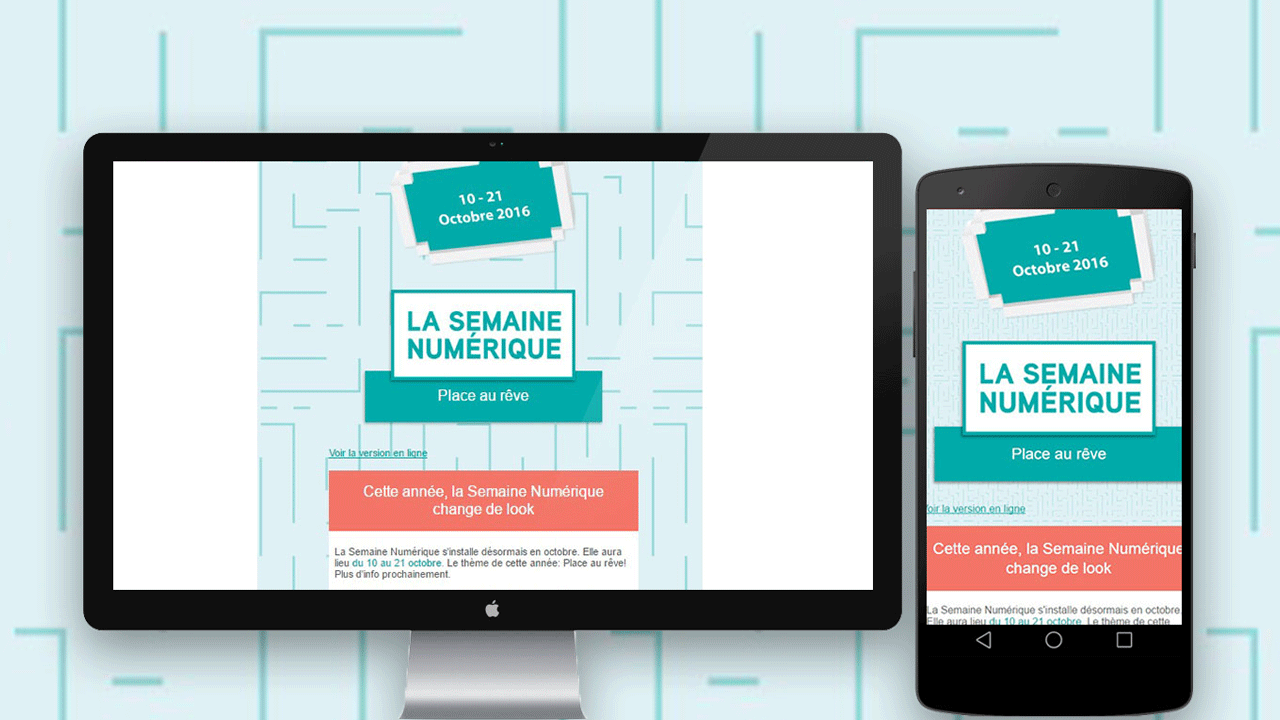 10 - 21
Octobre 2016
LA SEMAINE
NUMÉRIQUE
Place au rêve
Voir la version en ligne
Cette année, la Semaine Numérique
change de look
La Semaine Numérique s'installe désormais en octobre. Elle aura
lieu du 10 au 21 octobre. Le thème de cette année: Place au rêve!
Plus d'info prochainement.
10 - 21
Octobre 2016
LA SEMAINE
NUMÉRIQUE
Place au rêve
oir la version en ligne
Cette année, la Semaine Numérique
change de look
La Semaine Numérique s'installe désormais en octobre.
Elle aura lieu du 10 au 21 octobre. Le thème de cette